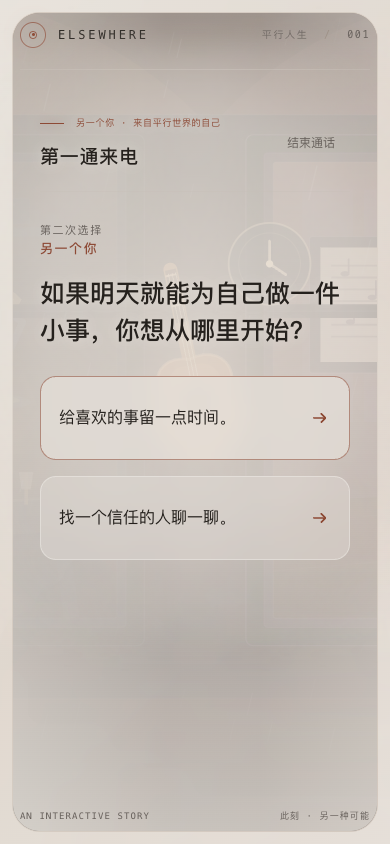 ELSEWHERE
平行人生 / 001
另一个你 · 来自平行世界的自己
第一通来电
结束通话
第二次选择
另一个你
如果明天就能为自己做一件
小事，你想从哪里开始？
给喜欢的事留一点时间。
找一个信任的人聊一聊。
AN INTERACTIVE STORY
此刻 · 另一种可能